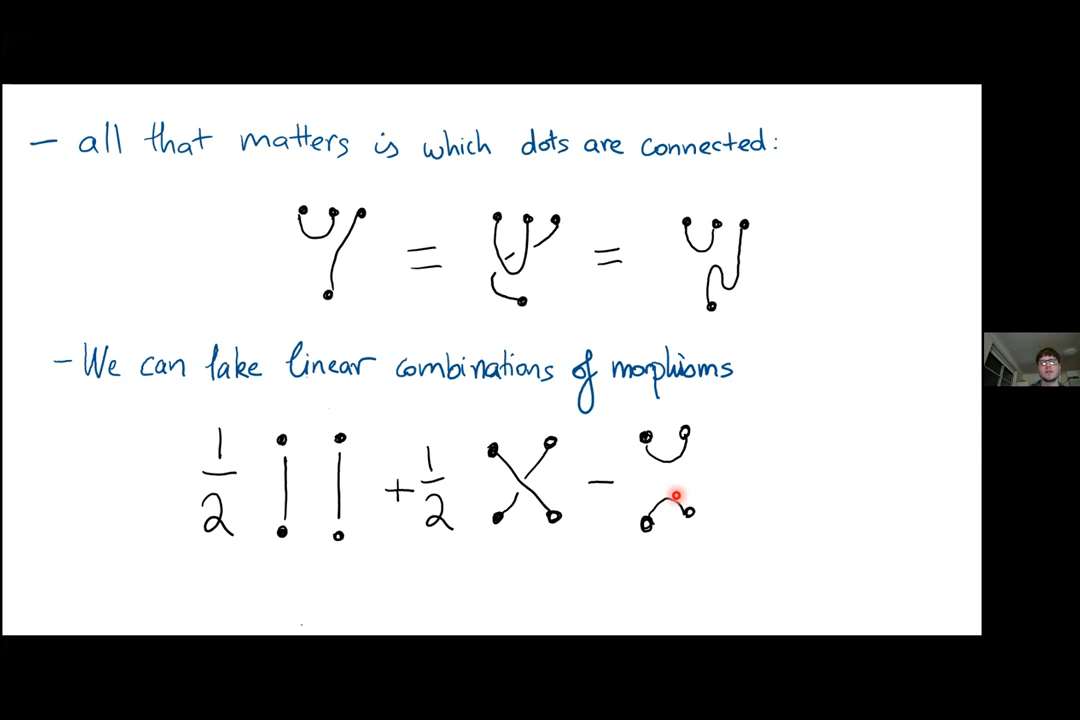 - all that matters is which dots are connected:
= =
- We can take linear combinations of morphisms
1/2 + 1/2 -